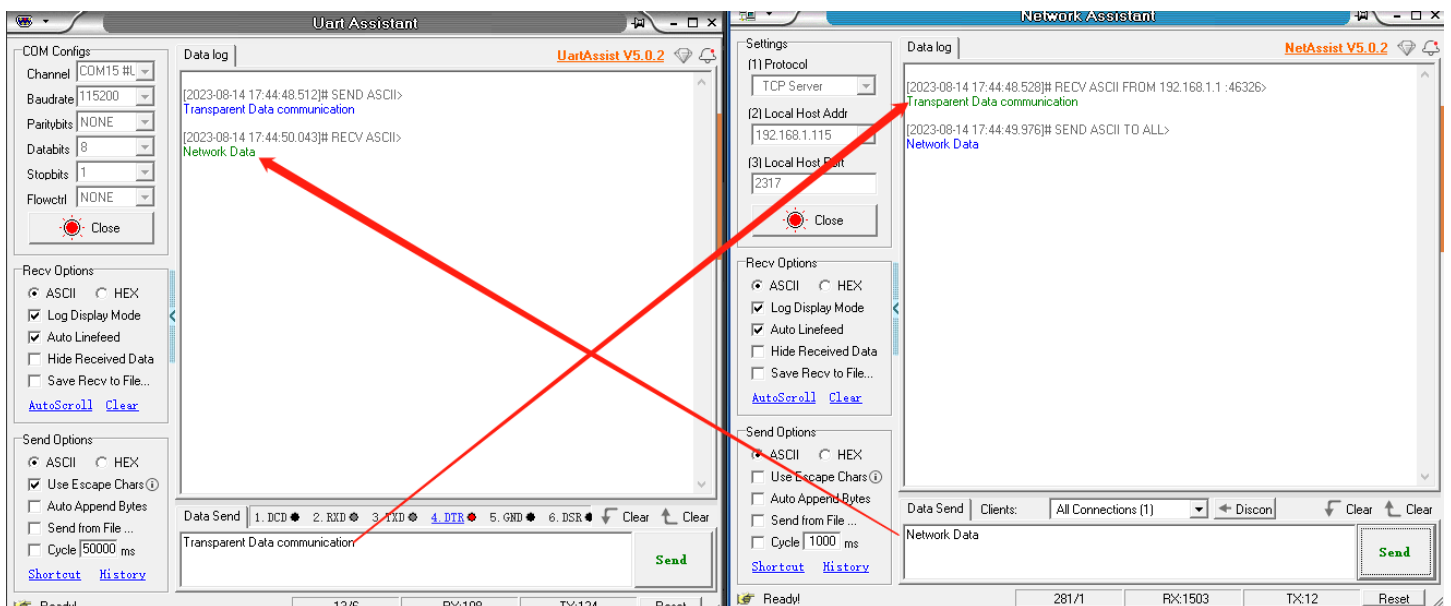 Uart Assistant
COM Configs
Channel COM15 #U
Baudrate 115200
Paritybits NONE
Databits 8
Stopbits 1
Flowctrl NONE
Close
Recv Options
ASCII HEX
Log Display Mode
Auto Linefeed
Hide Received Data
Save Recv to File...
AutoScroll Clear
Send Options
ASCII HEX
Use Escape Chars
Auto Append Bytes
Send from File ...
Cycle 50000 ms
Shortcut History
Data log
UartAssist V5.0.2
[2023-08-14 17:44:48.512]# SEND ASCII>
Transparent Data communication
[2023-08-14 17:44:50.043]# RECV ASCII>
Network Data
Data Send 1. DCD 2. RXD 3. TXD 4. DTR 5. GND 6. DSR Clear Clear
Transparent Data communication
Send
Ready! 12/6 RX:108 TX:124 Reset
Network Assistant
Settings
(1) Protocol
TCP Server
(2) Local Host Addr
192.168.1.115
(3) Local Host Port
2317
Close
Recv Options
ASCII HEX
Log Display Mode
Auto Linefeed
Hide Received Data
Save Recv to File...
AutoScroll Clear
Send Options
ASCII HEX
Use Escape Chars
Auto Append Bytes
Send from File ...
Cycle 1000 ms
Shortcut History
Data log
NetAssist V5.0.2
[2023-08-14 17:44:48.528]# RECV ASCII FROM 192.168.1.1 :46326>
Transparent Data communication
[2023-08-14 17:44:49.976]# SEND ASCII TO ALL>
Network Data
Data Send Clients: All Connections (1) Discon Clear Clear
Network Data
Send
Ready! 281/1 RX:1503 TX:12 Reset